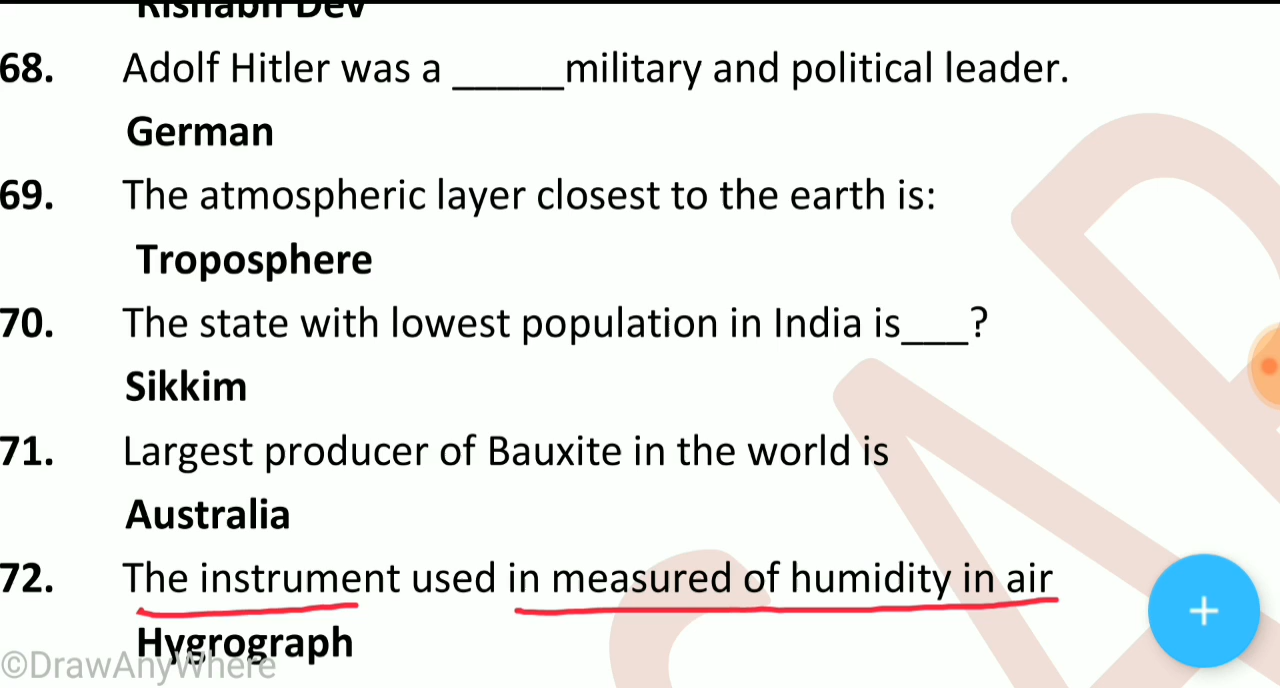 Rishabh Dev
68. Adolf Hitler was a _____military and political leader.
German
69. The atmospheric layer closest to the earth is:
Troposphere
70. The state with lowest population in India is___?
Sikkim
71. Largest producer of Bauxite in the world is
Australia
72. The instrument used in measured of humidity in air
Hygrograph
©DrawAnyWhere
+